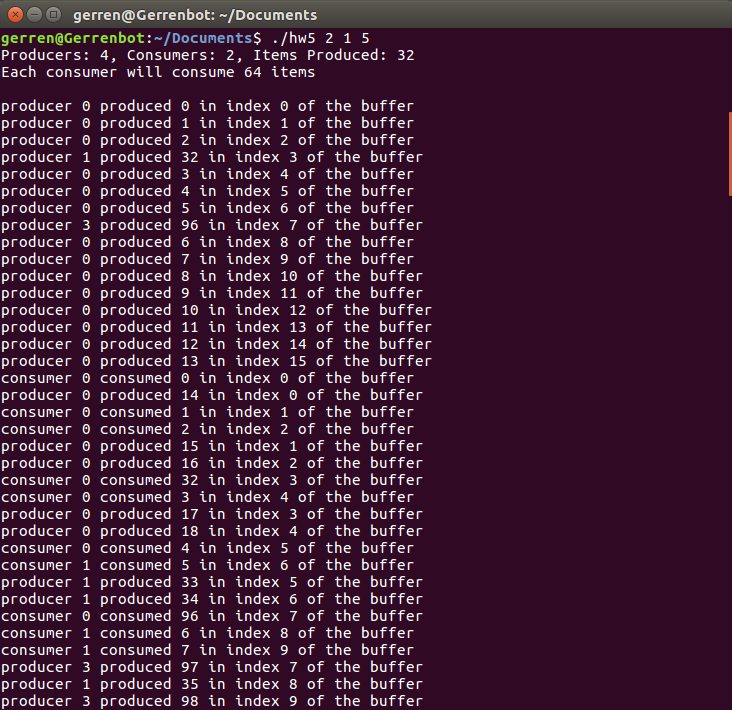 gerren@Gerrenbot: ~/Documents
gerren@Gerrenbot:~/Documents$ ./hw5 2 1 5
Producers: 4, Consumers: 2, Items Produced: 32
Each consumer will consume 64 items
producer 0 produced 0 in index 0 of the buffer
producer 0 produced 1 in index 1 of the buffer
producer 0 produced 2 in index 2 of the buffer
producer 1 produced 32 in index 3 of the buffer
producer 0 produced 3 in index 4 of the buffer
producer 0 produced 4 in index 5 of the buffer
producer 0 produced 5 in index 6 of the buffer
producer 3 produced 96 in index 7 of the buffer
producer 0 produced 6 in index 8 of the buffer
producer 0 produced 7 in index 9 of the buffer
producer 0 produced 8 in index 10 of the buffer
producer 0 produced 9 in index 11 of the buffer
producer 0 produced 10 in index 12 of the buffer
producer 0 produced 11 in index 13 of the buffer
producer 0 produced 12 in index 14 of the buffer
producer 0 produced 13 in index 15 of the buffer
consumer 0 consumed 0 in index 0 of the buffer
producer 0 produced 14 in index 0 of the buffer
consumer 0 consumed 1 in index 1 of the buffer
consumer 0 consumed 2 in index 2 of the buffer
producer 0 produced 15 in index 1 of the buffer
producer 0 produced 16 in index 2 of the buffer
consumer 0 consumed 32 in index 3 of the buffer
consumer 0 consumed 3 in index 4 of the buffer
producer 0 produced 17 in index 3 of the buffer
producer 0 produced 18 in index 4 of the buffer
consumer 0 consumed 4 in index 5 of the buffer
consumer 1 consumed 5 in index 6 of the buffer
producer 1 produced 33 in index 5 of the buffer
producer 1 produced 34 in index 6 of the buffer
consumer 0 consumed 96 in index 7 of the buffer
consumer 1 consumed 6 in index 8 of the buffer
consumer 1 consumed 7 in index 9 of the buffer
producer 3 produced 97 in index 7 of the buffer
producer 1 produced 35 in index 8 of the buffer
producer 3 produced 98 in index 9 of the buffer